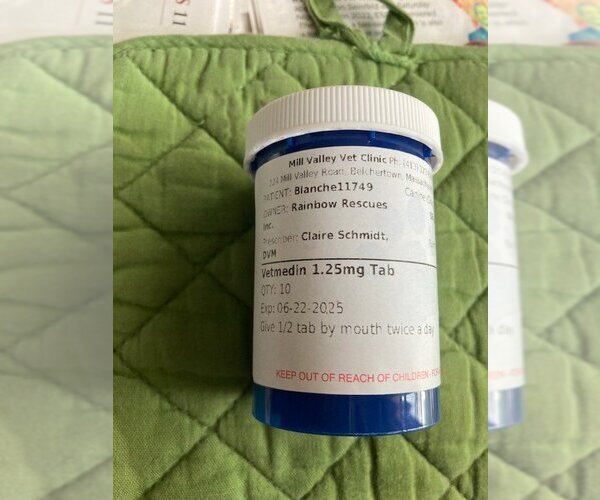 Mill Valley Vet Clinic Ph. (413)
Mill Valley Road, Belchertown,
PATIENT: Blanche11749
OWNER: Rainbow Rescues
Inc.
Prescriber: Claire Schmidt,
DVM
Vetmedin 1.25mg Tab
QTY: 10
Exp: 06-22-2025
Give 1/2 tab by mouth twice a day
KEEP OUT OF REACH OF CHILDREN